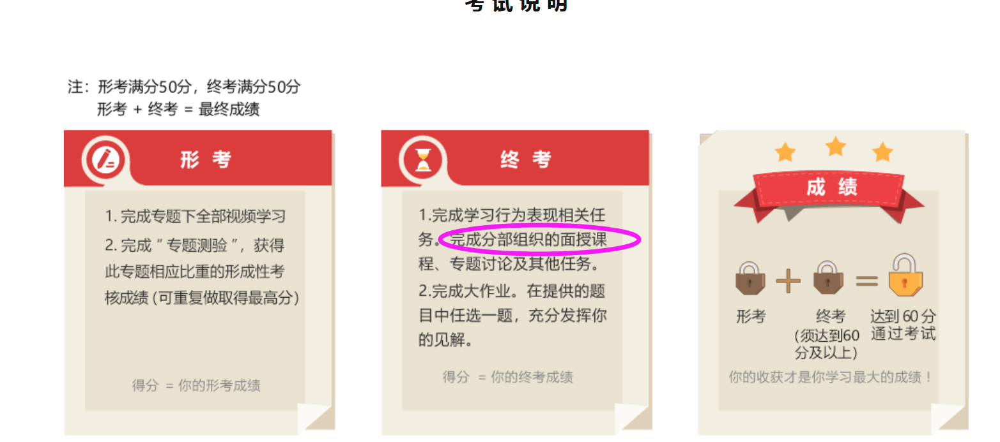 考试说明
注：形考满分50分，终考满分50分
形考 + 终考 = 最终成绩
形考
1. 完成专题下全部视频学习
2. 完成 “ 专题测验 ”，获得
此专题相应比重的形成性考
核成绩 (可重复做取得最高分)
得分 = 你的形考成绩
终考
1.完成学习行为表现相关任
务。完成分部组织的面授课
程、专题讨论及其他任务。
2.完成大作业。在提供的题
目中任选一题，充分发挥你
的见解。
得分 = 你的终考成绩
成绩
形考
终考
(须达到60
分及以上)
达到 60 分
通过考试
你的收获才是你学习最大的成绩！